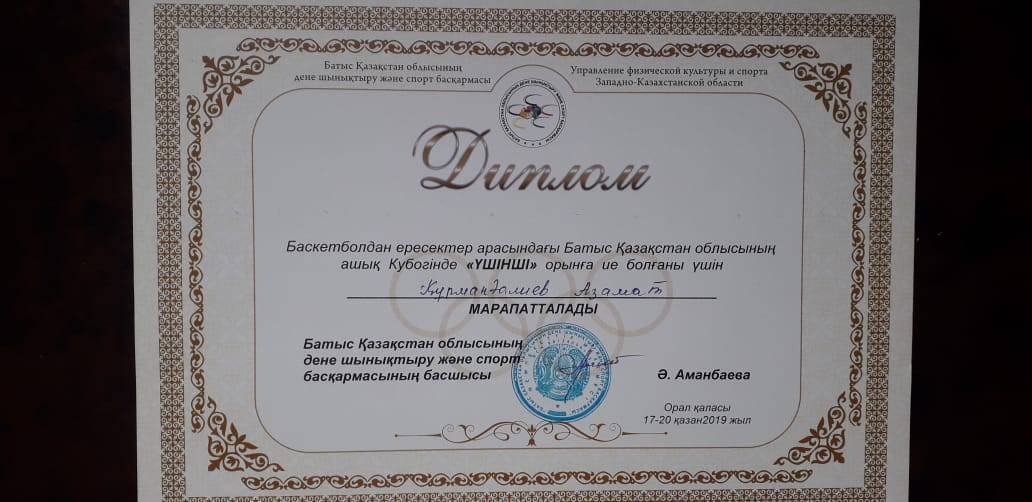 Батыс Қазақстан облысының
дене шынықтыру және спорт басқармасы
Управление физической культуры и спорта
Западно-Казахстанской области
Диплом
Баскетболдан ересектер арасындағы Батыс Қазақстан облысының
ашық Кубогінде «ҮШІНШІ» орынға ие болғаны үшін
Құрманғалиев Азамат
МАРАПАТТАЛАДЫ
Батыс Қазақстан облысының
дене шынықтыру және спорт
басқармасының басшысы
Ә. Аманбаева
Орал қаласы
17-20 қазан2019 жыл